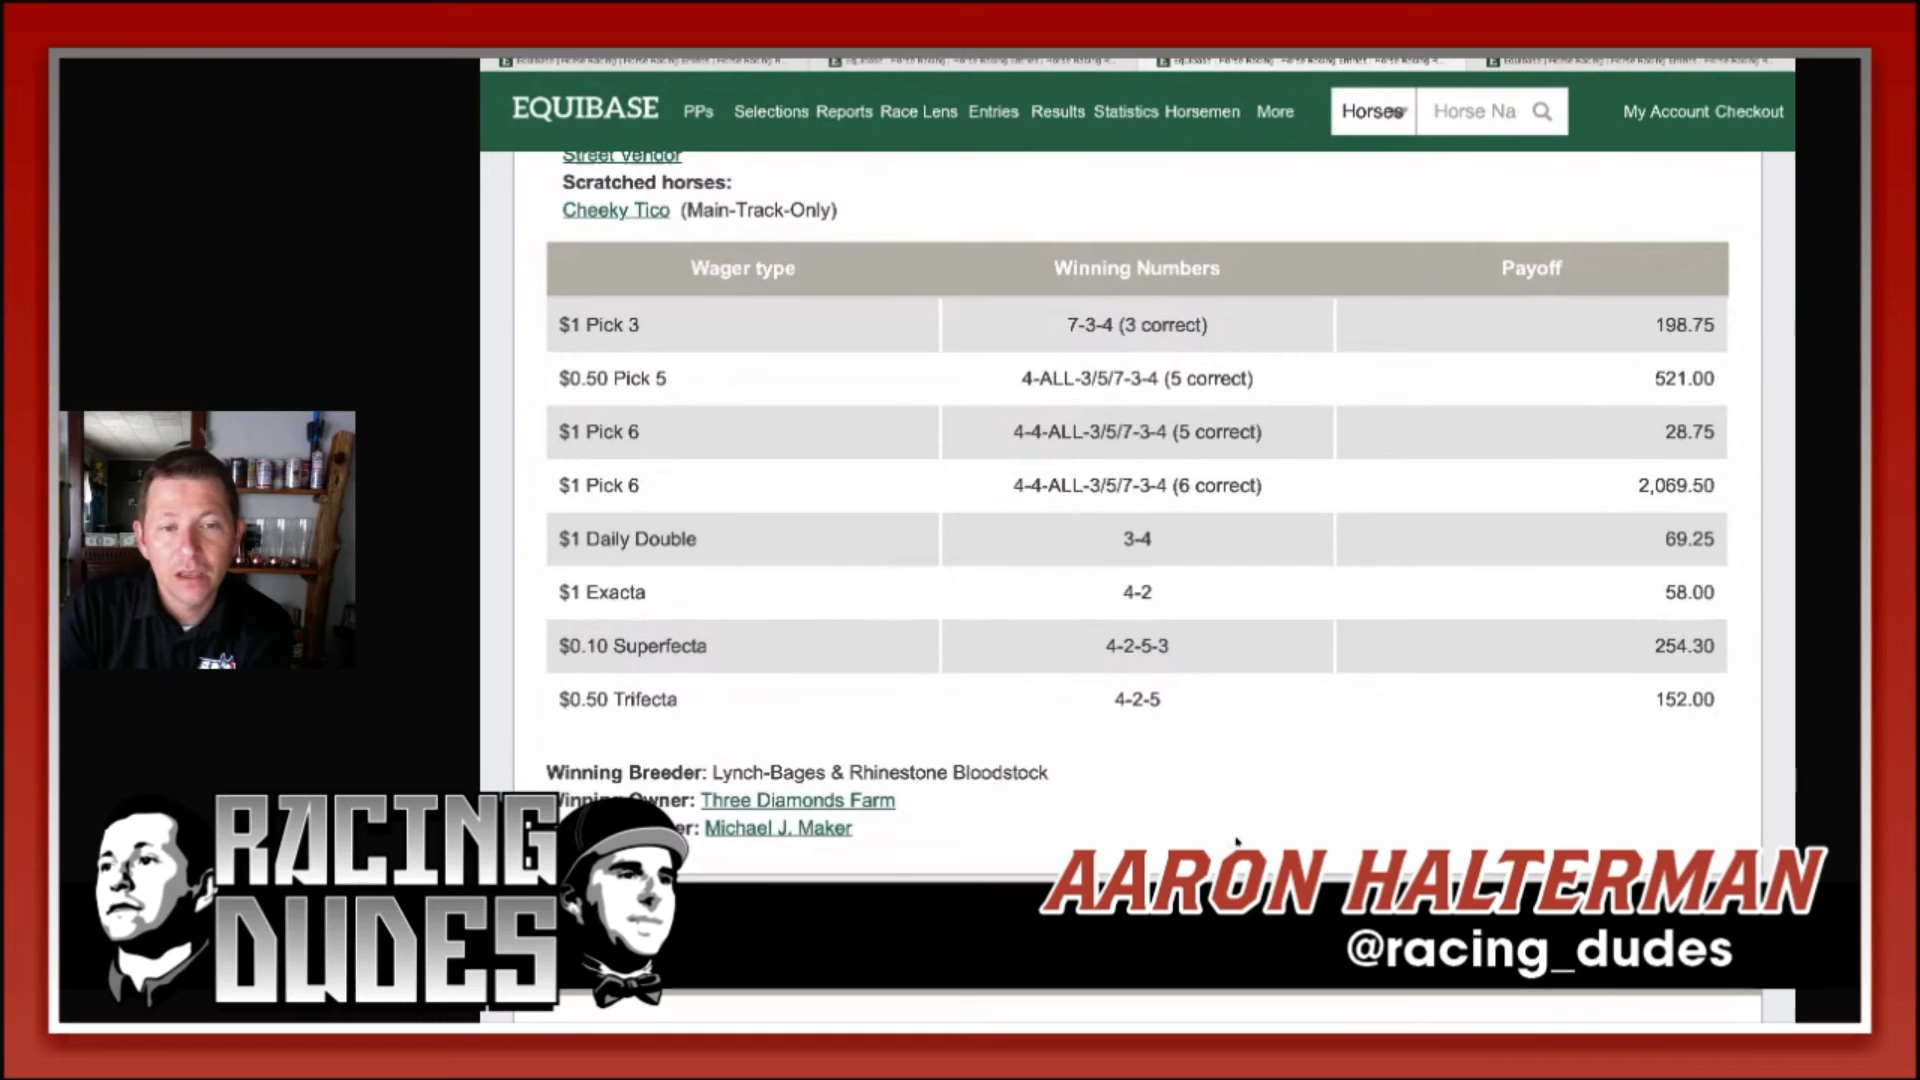 EQUIBASE PPs Selections Reports Race Lens Entries Results Statistics Horsemen More Horses Horse Na My Account Checkout
Street Vendor
Scratched horses:
Cheeky Tico (Main-Track-Only)
Wager type Winning Numbers Payoff
$1 Pick 3 7-3-4 (3 correct) 198.75
$0.50 Pick 5 4-ALL-3/5/7-3-4 (5 correct) 521.00
$1 Pick 6 4-4-ALL-3/5/7-3-4 (5 correct) 28.75
$1 Pick 6 4-4-ALL-3/5/7-3-4 (6 correct) 2,069.50
$1 Daily Double 3-4 69.25
$1 Exacta 4-2 58.00
$0.10 Superfecta 4-2-5-3 254.30
$0.50 Trifecta 4-2-5 152.00
Winning Breeder: Lynch-Bages & Rhinestone Bloodstock
Owner: Three Diamonds Farm
Michael J. Maker
RACING
DUDES
AARON HALTERMAN
@racing_dudes